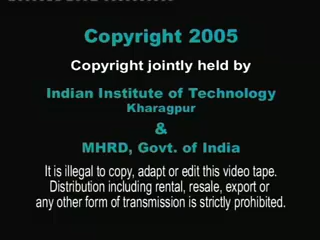 Copyright 2005
Copyright jointly held by
Indian Institute of Technology
Kharagpur
&
MHRD, Govt. of India
It is illegal to copy, adapt or edit this video tape.
Distribution including rental, resale, export or
any other form of transmission is strictly prohibited.